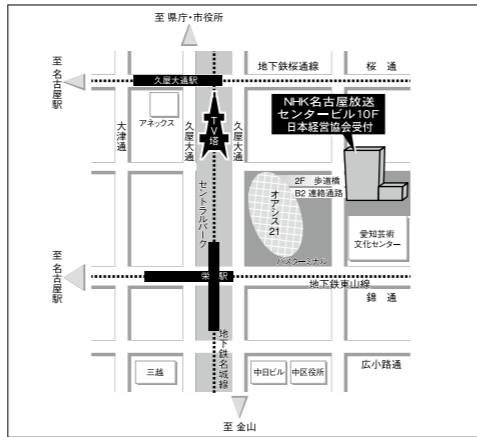 至 県庁・市役所
至 名古屋駅
地下鉄桜通線
桜 通
久屋大通駅
NHK名古屋放送
センタービル10F
日本経営協会受付
アネックス
大津通
久屋大通
TV塔
久屋大通
セントラルパーク
オアシス21
2F 歩道橋
B2 連絡通路
愛知芸術
文化センター
バスターミナル
至 名古屋駅
栄駅
地下鉄東山線
錦 通
地下鉄名城線
三越
中日ビル
中区役所
広小路通
至 金山